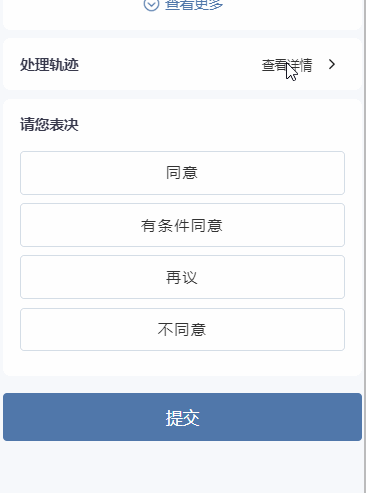 查看更多
处理轨迹 查看详情
请您表决
同意
有条件同意
再议
不同意
提交